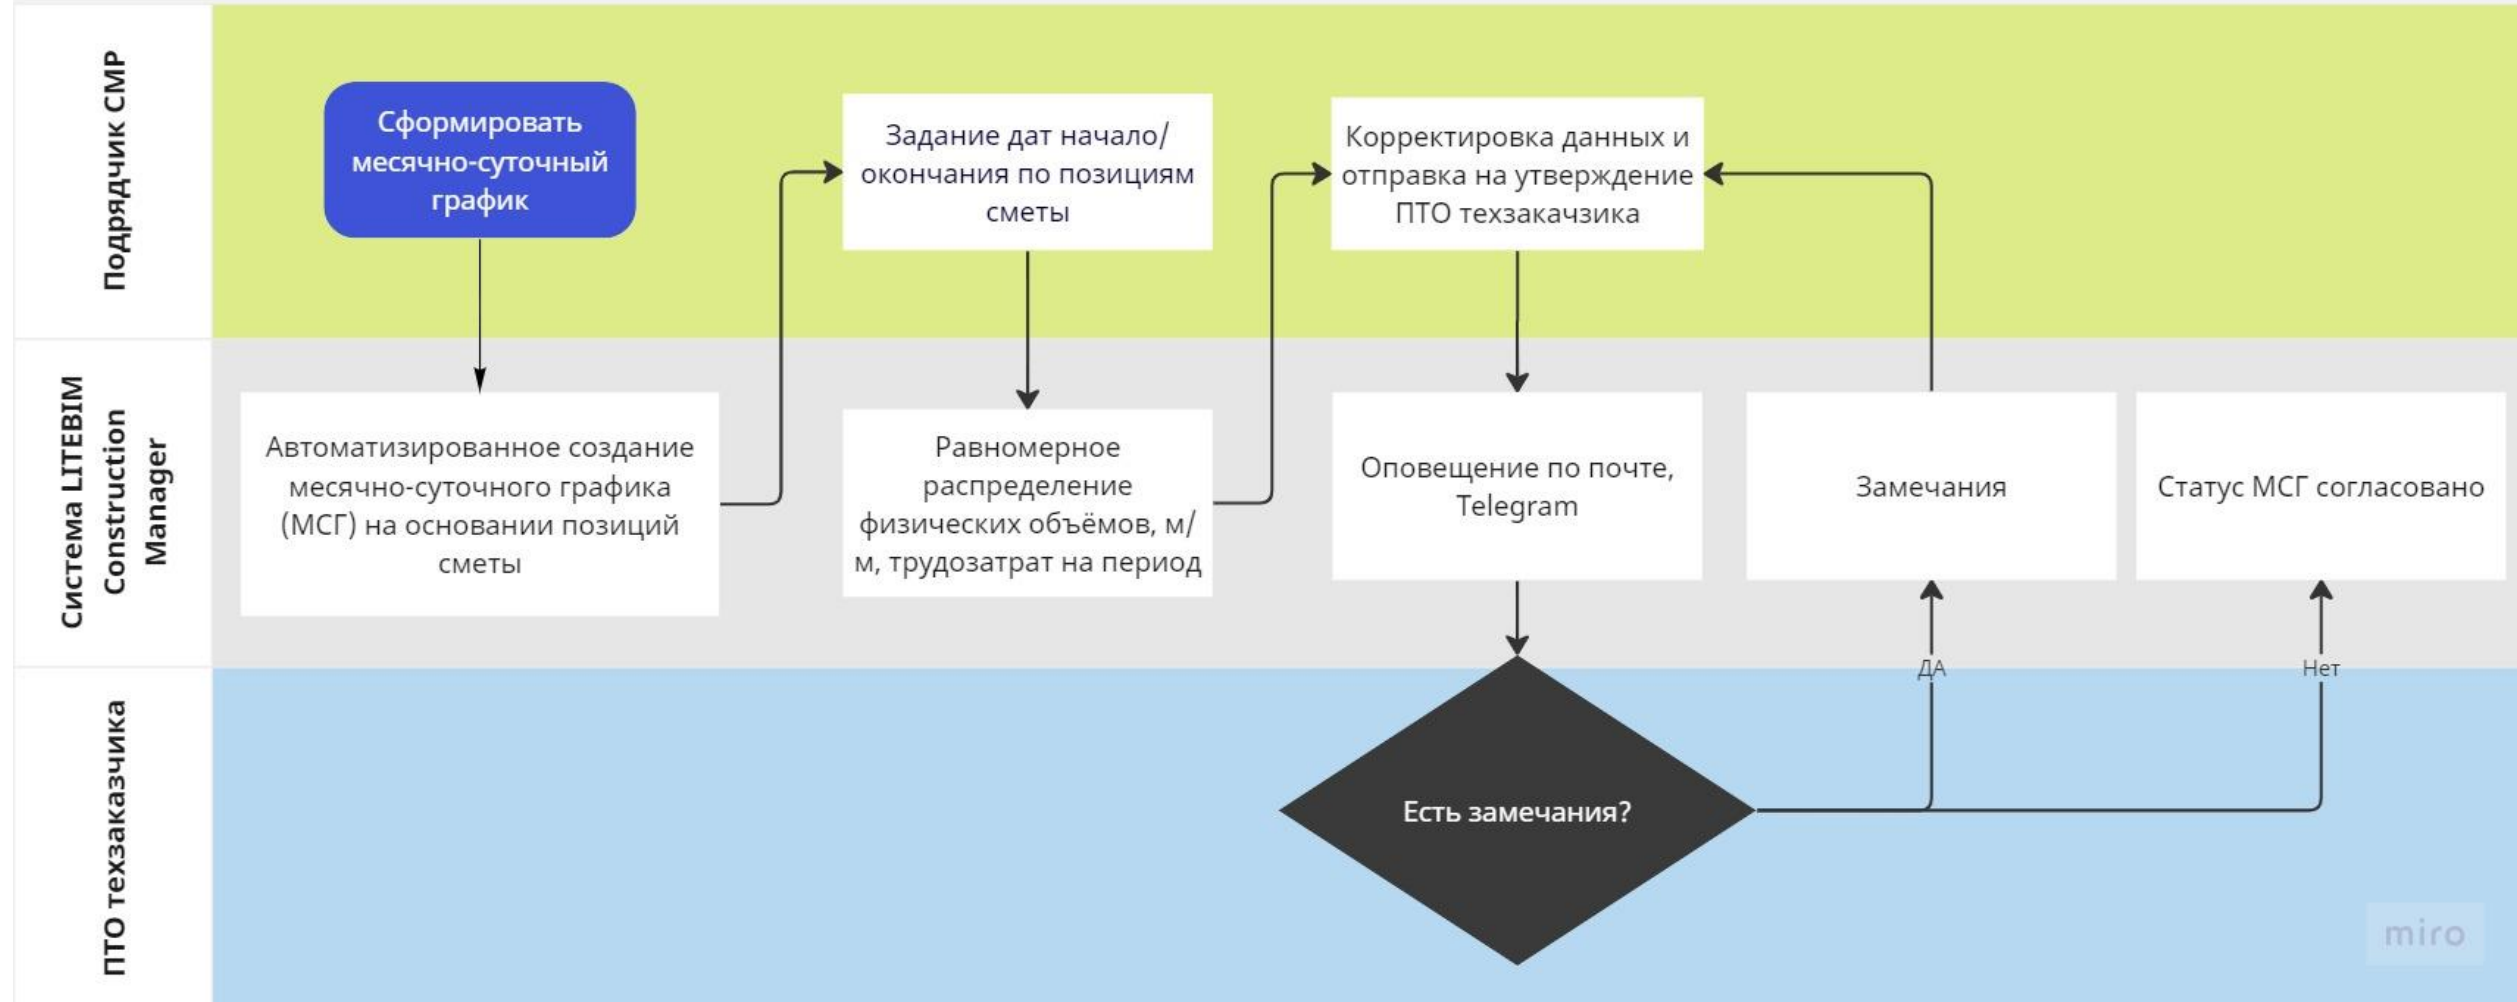 Подрядчик СМР
Сформировать
месячно-суточный
график
Задание дат начало/
окончания по позициям
сметы
Корректировка данных и
отправка на утверждение
ПТО техзакачзика
Система LITEBIM
Construction
Manager
Автоматизированное создание
месячно-суточного графика
(МСГ) на основании позиций
сметы
Равномерное
распределение
физических объёмов, м/
м, трудозатрат на период
Оповещение по почте,
Telegram
Замечания
Статус МСГ согласовано
ДА
Нет
ПТО техзаказчика
Есть замечания?
miro